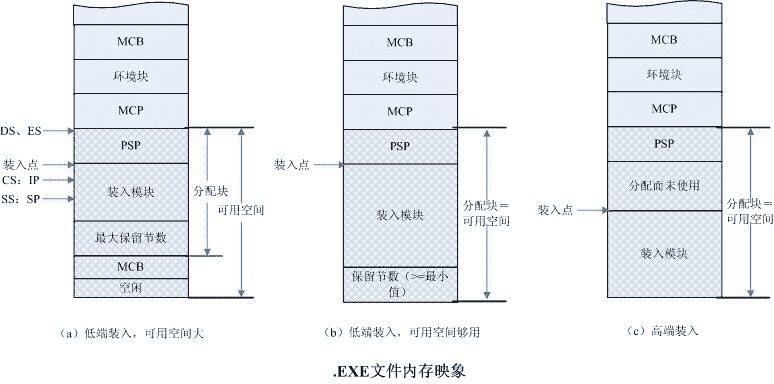 MCB
环境块
MCP
DS、ES
PSP
装入点
CS：IP
装入模块
SS：SP
最大保留节数
MCB
空闲
分配块
可用空间
（a）低端装入，可用空间大
MCB
环境块
MCP
PSP
装入点
装入模块
保留节数（>=最小
值）
分配块＝
可用空间
（b）低端装入，可用空间够用
MCB
环境块
MCP
PSP
分配而未使用
装入点
装入模块
分配块＝
可用空间
（c）高端装入
.EXE文件内存映象